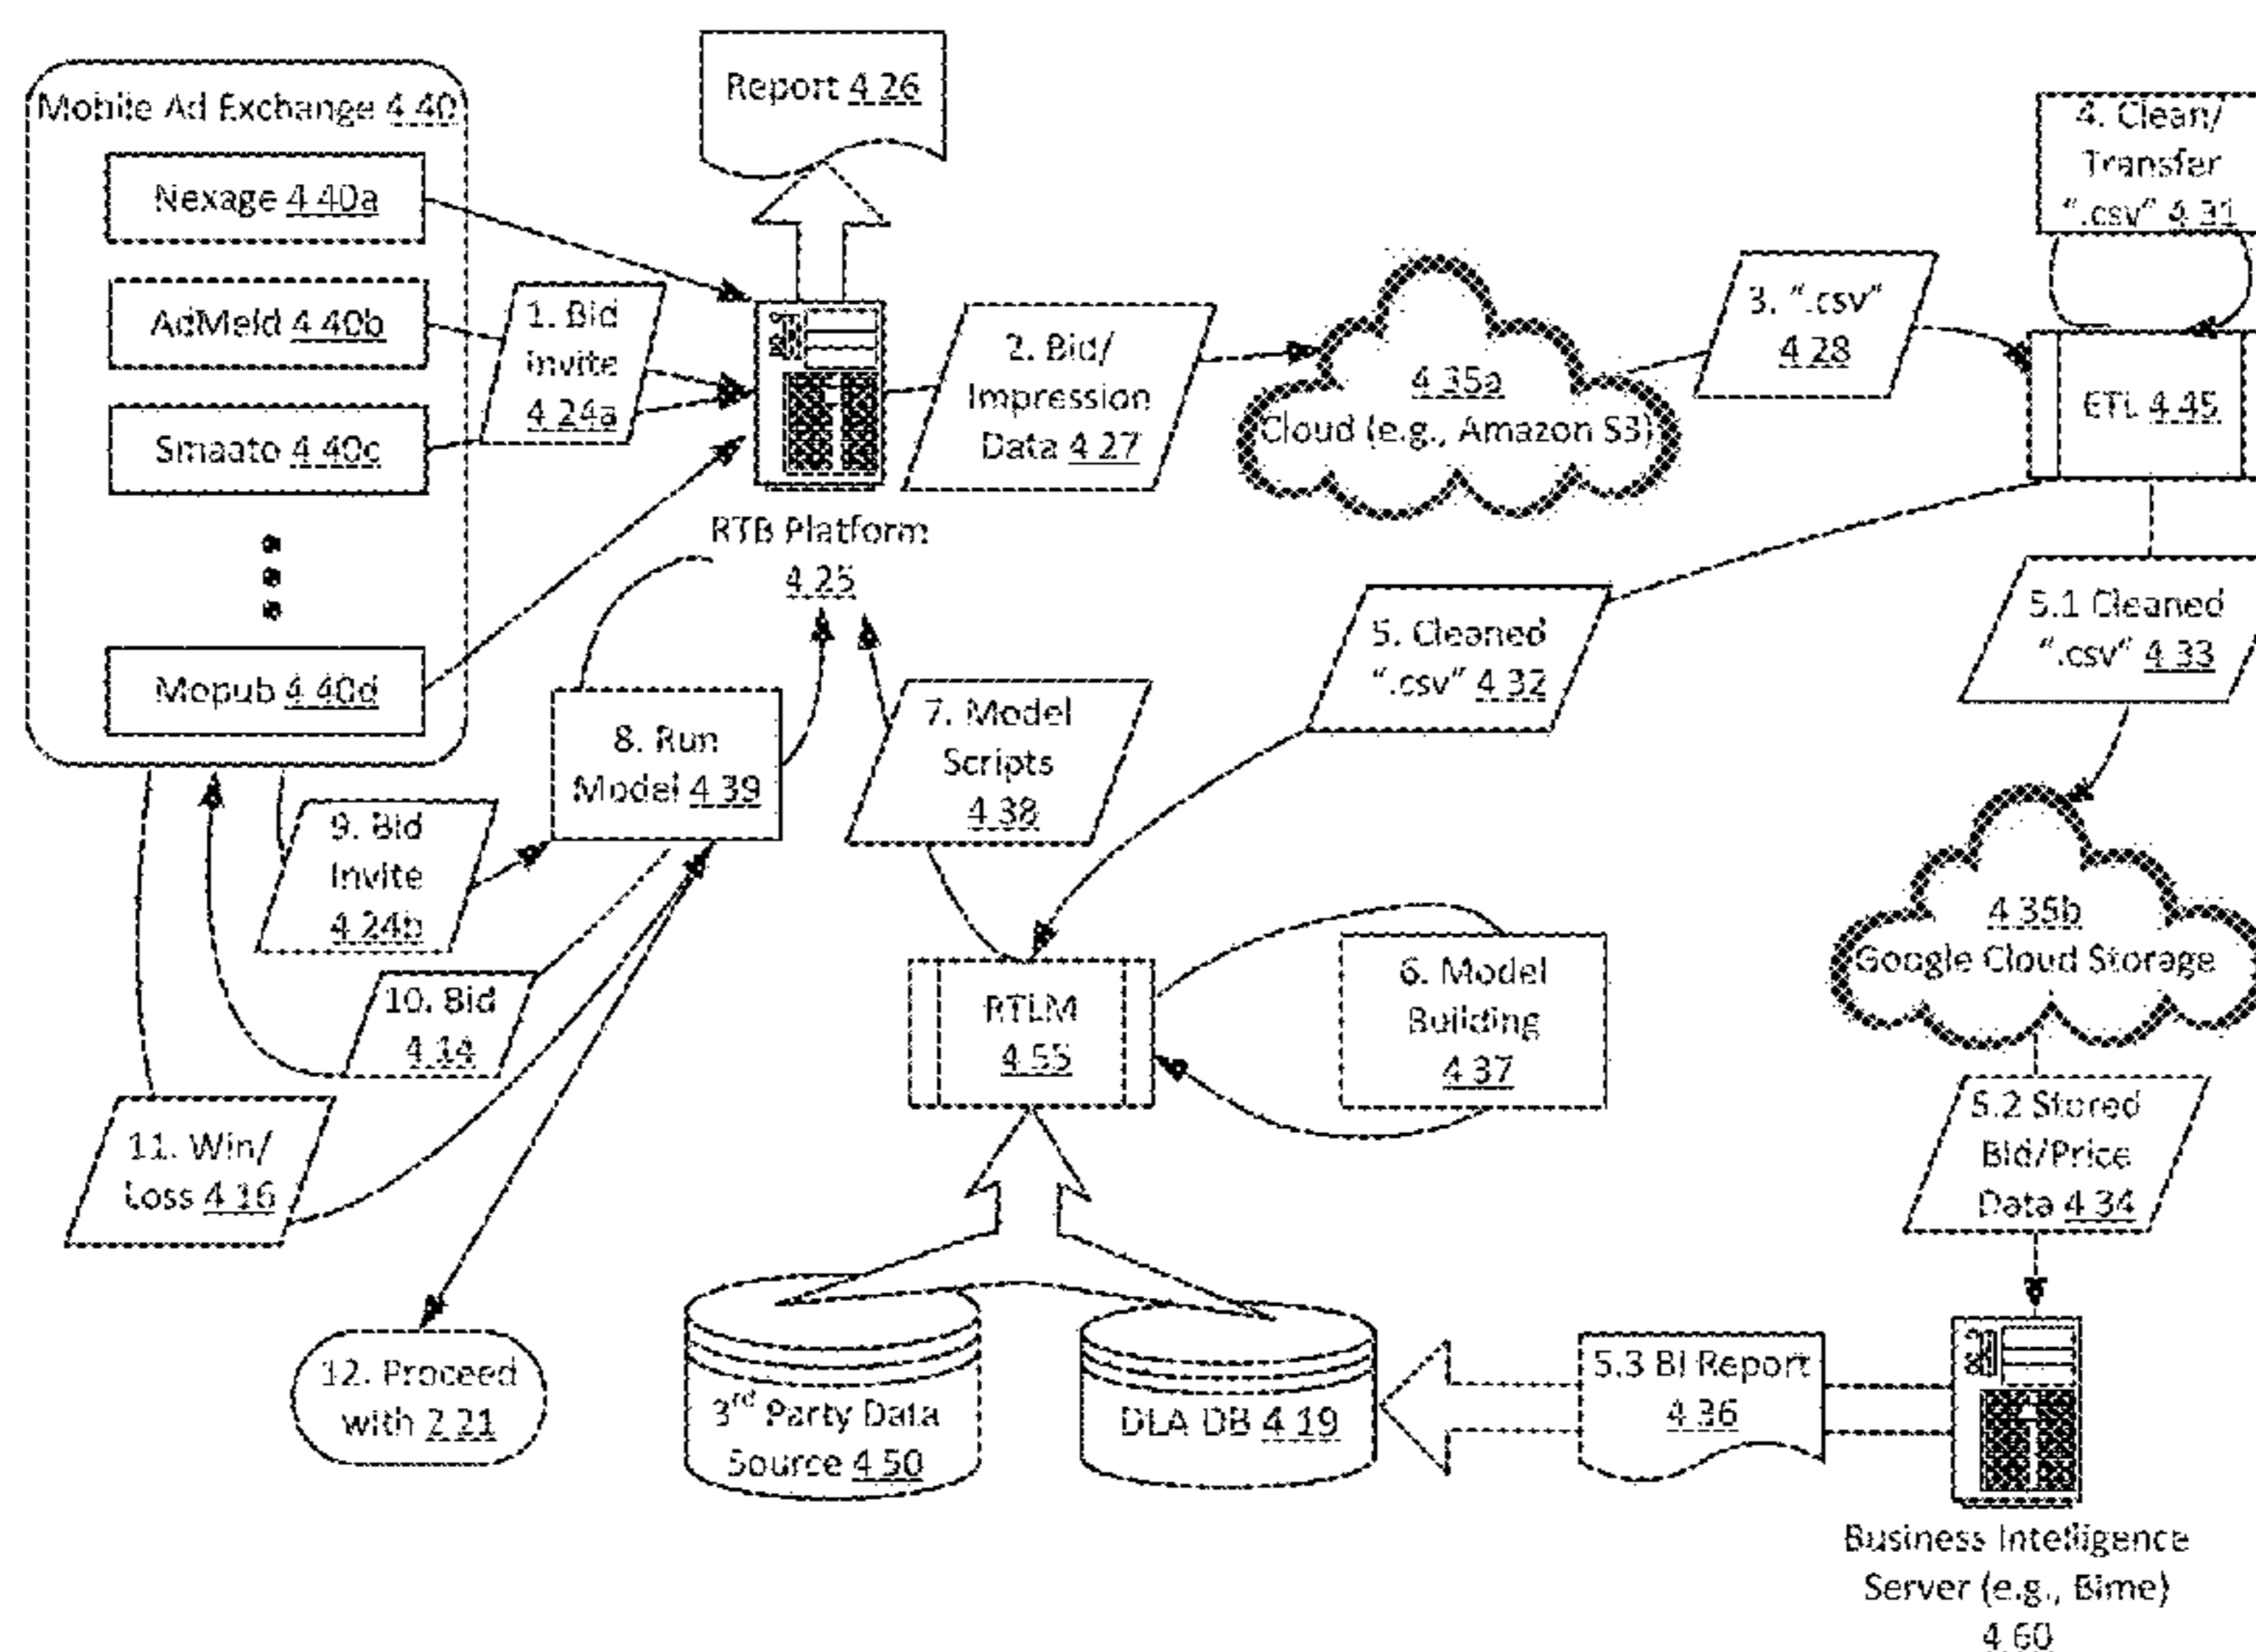 Mobile Ad Exchange 4.40
Nexage 4.40a
AdMeld 4.40b
Smaato 4.40c
Mopub 4.40d
Report 4.26
1. Bid
Invite
4.24a
RTB Platform
4.25
2. Bid/
Impression
Data 4.27
4.35a
Cloud (e.g., Amazon S3)
3. ".csv"
4.28
4. Clean/
Transfer
".csv" 4.31
ETL 4.45
5. Cleaned
".csv" 4.32
5.1 Cleaned
".csv" 4.33
4.35b
Google Cloud Storage
5.2 Stored
Bid/Price
Data 4.34
Business Intelligence
Server (e.g., Bime)
4.60
5.3 BI Report
4.36
DLA DB 4.19
3rd Party Data
Source 4.50
RTLM
4.55
6. Model
Building
4.37
7. Model
Scripts
4.38
8. Run
Model 4.39
9. Bid
Invite
4.24b
10. Bid
4.14
11. Win/
Loss 4.16
12. Proceed
with 2.21